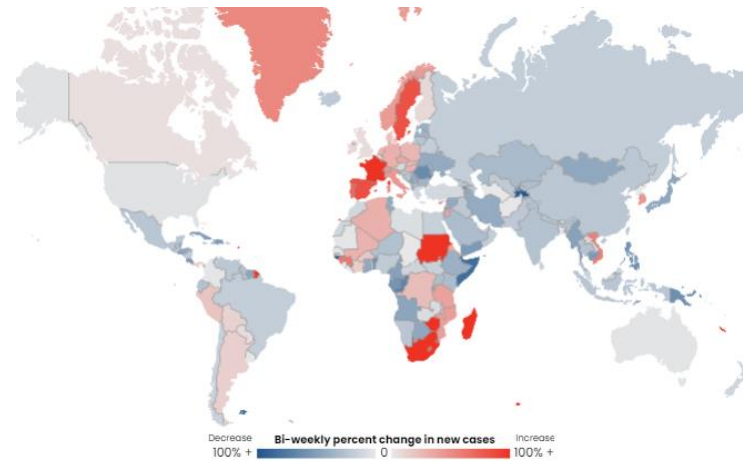 Decrease Bi-weekly percent change in new cases Increase
100% + 0 100% +